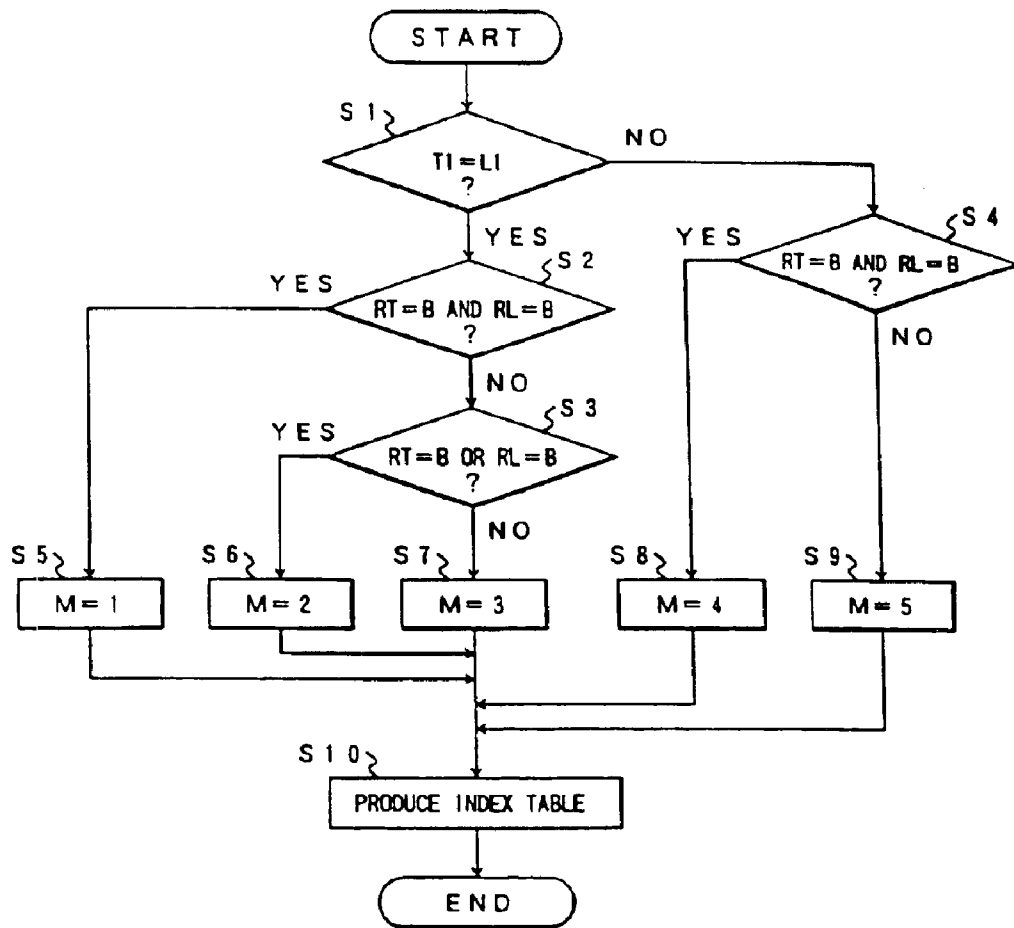 START
S1
T1=L1
?
NO
YES
S4
RT=B AND RL=B
?
YES
NO
S2
RT=B AND RL=B
?
YES
NO
S3
RT=B OR RL=B
?
YES
NO
S5
M=1
S6
M=2
S7
M=3
S8
M=4
S9
M=5
S10
PRODUCE INDEX TABLE
END